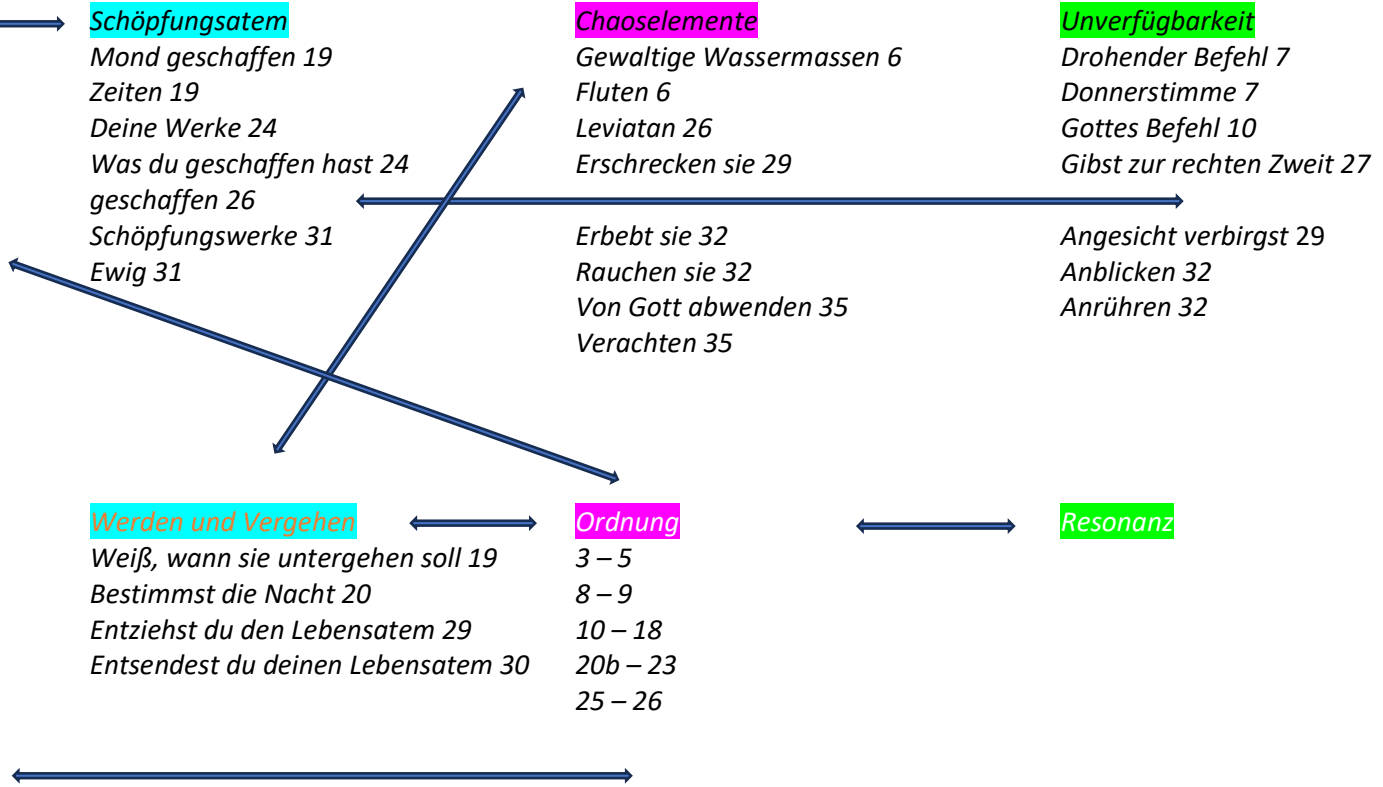 Schöpfungsatem
Mond geschaffen 19
Zeiten 19
Deine Werke 24
Was du geschaffen hast 24
geschaffen 26
Schöpfungswerke 31
Ewig 31
Chaoselemente
Gewaltige Wassermassen 6
Fluten 6
Leviatan 26
Erschrecken sie 29
Erbebt sie 32
Rauchen sie 32
Von Gott abwenden 35
Verachten 35
Unverfügbarkeit
Drohender Befehl 7
Donnerstimme 7
Gottes Befehl 10
Gibst zur rechten Zweit 27
Angesicht verbirgst 29
Anblicken 32
Anrühren 32
Werden und Vergehen
Weiß, wann sie untergehen soll 19
Bestimmst die Nacht 20
Entziehst du den Lebensatem 29
Entsendest du deinen Lebensatem 30
Ordnung
3 – 5
8 – 9
10 – 18
20b – 23
25 – 26
Resonanz